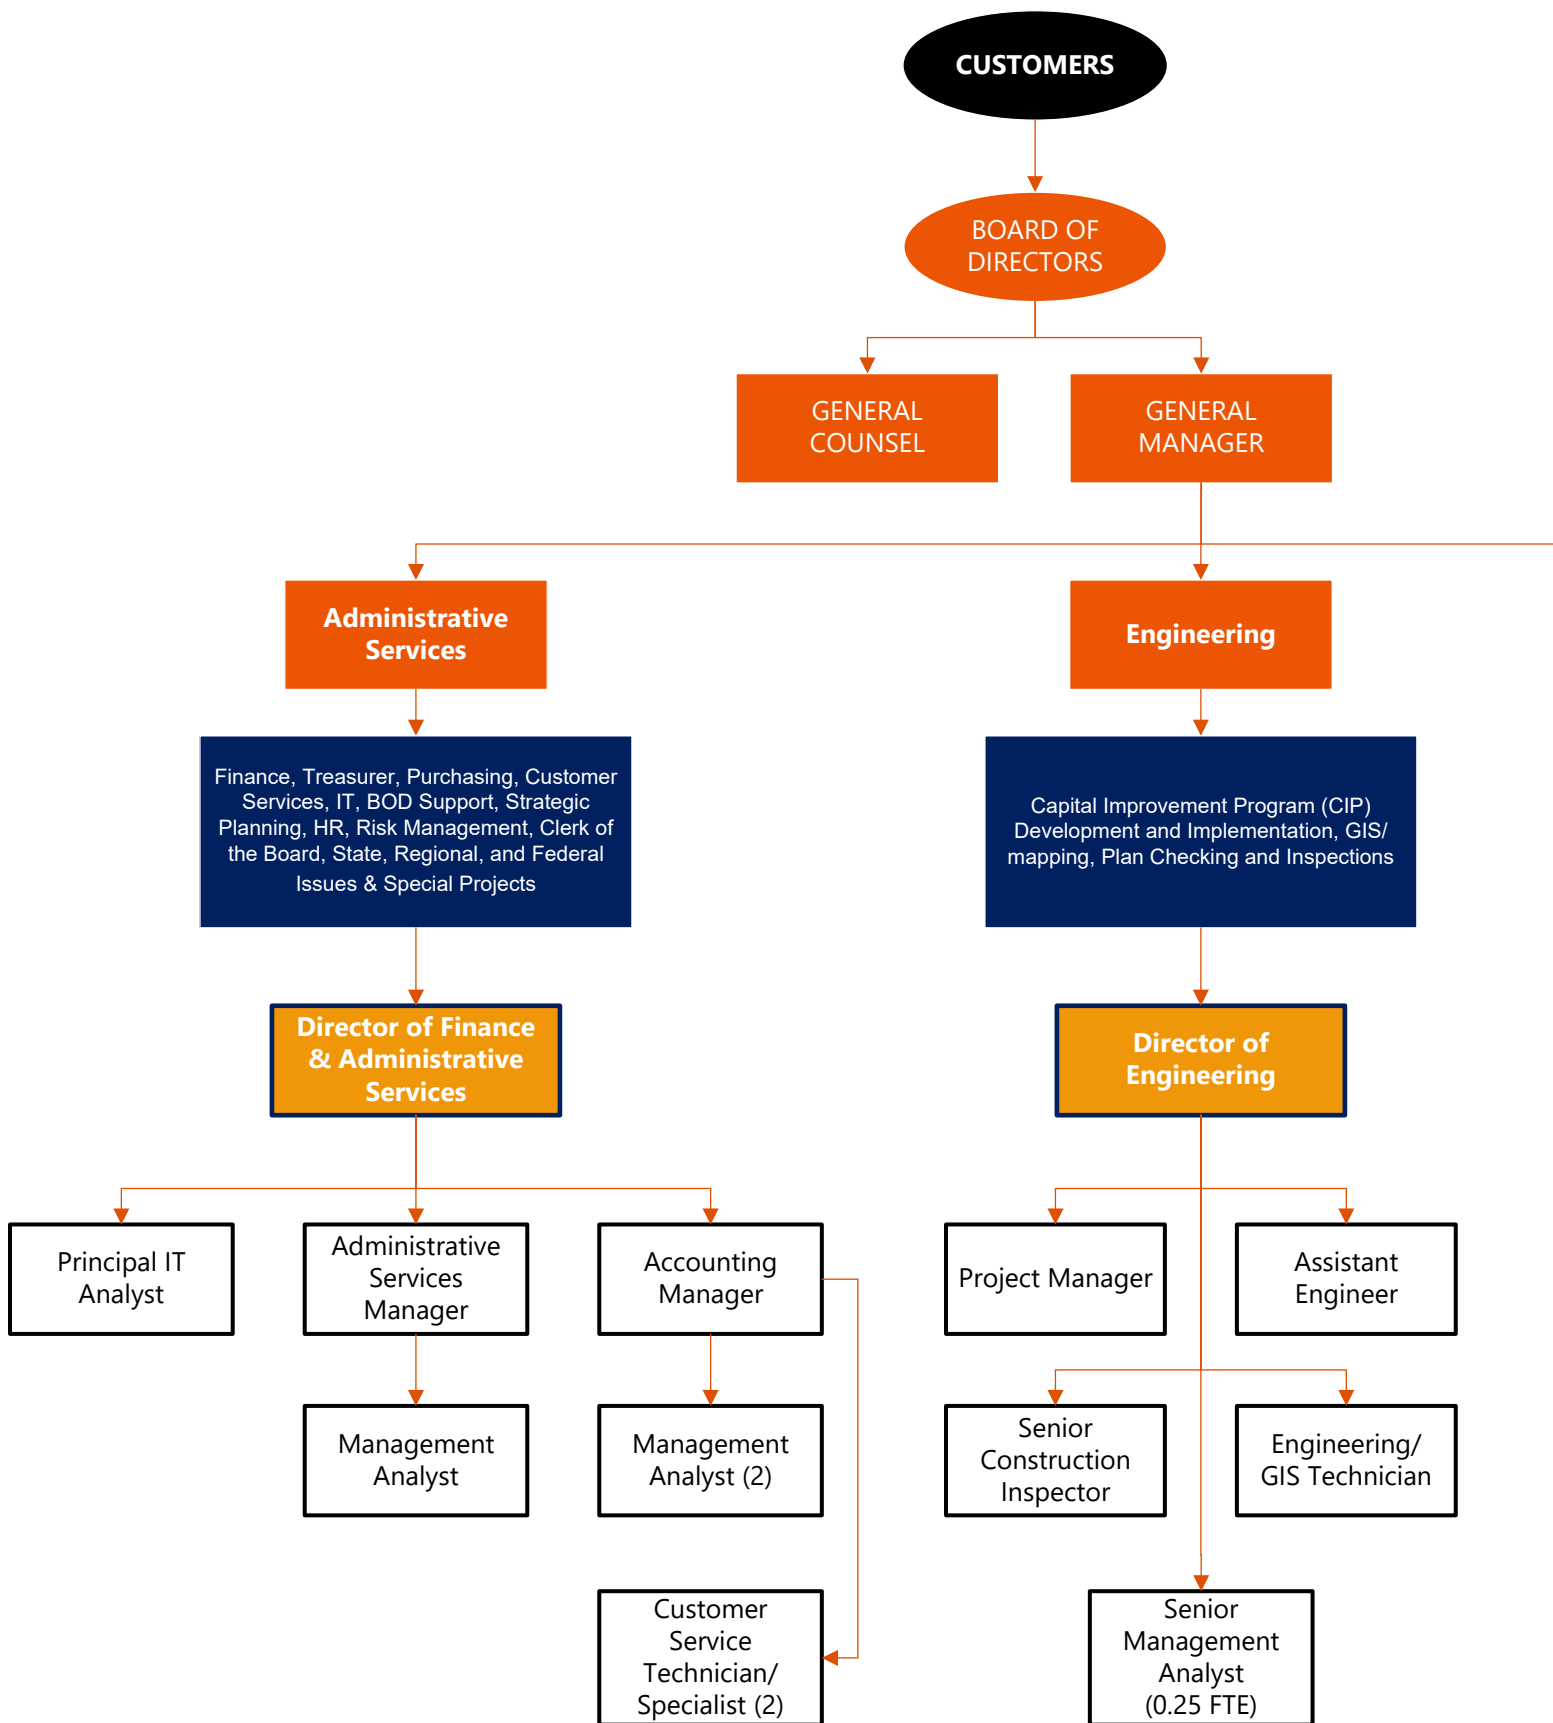 CUSTOMERS
BOARD OF
DIRECTORS
GENERAL
COUNSEL
GENERAL
MANAGER
Administrative
Services
Engineering
Finance, Treasurer, Purchasing, Customer
Services, IT, BOD Support, Strategic
Planning, HR, Risk Management, Clerk of
the Board, State, Regional, and Federal
Issues & Special Projects
Capital Improvement Program (CIP)
Development and Implementation, GIS/
mapping, Plan Checking and Inspections
Director of Finance
& Administrative
Services
Director of
Engineering
Principal IT
Analyst
Administrative
Services
Manager
Accounting
Manager
Project Manager
Assistant
Engineer
Management
Analyst
Management
Analyst (2)
Senior
Construction
Inspector
Engineering/
GIS Technician
Customer
Service
Technician/
Specialist (2)
Senior
Management
Analyst
(0.25 FTE)